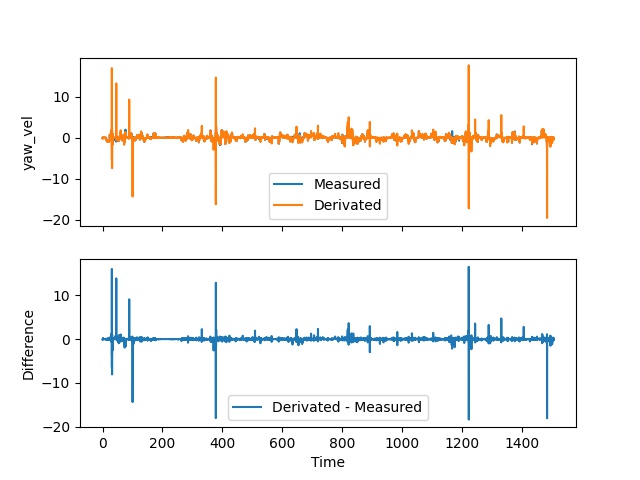 10
0
−10
−20
yaw_vel
Measured
Derivated
10
0
−10
−20
Difference
Derivated - Measured
0 200 400 600 800 1000 1200 1400
Time